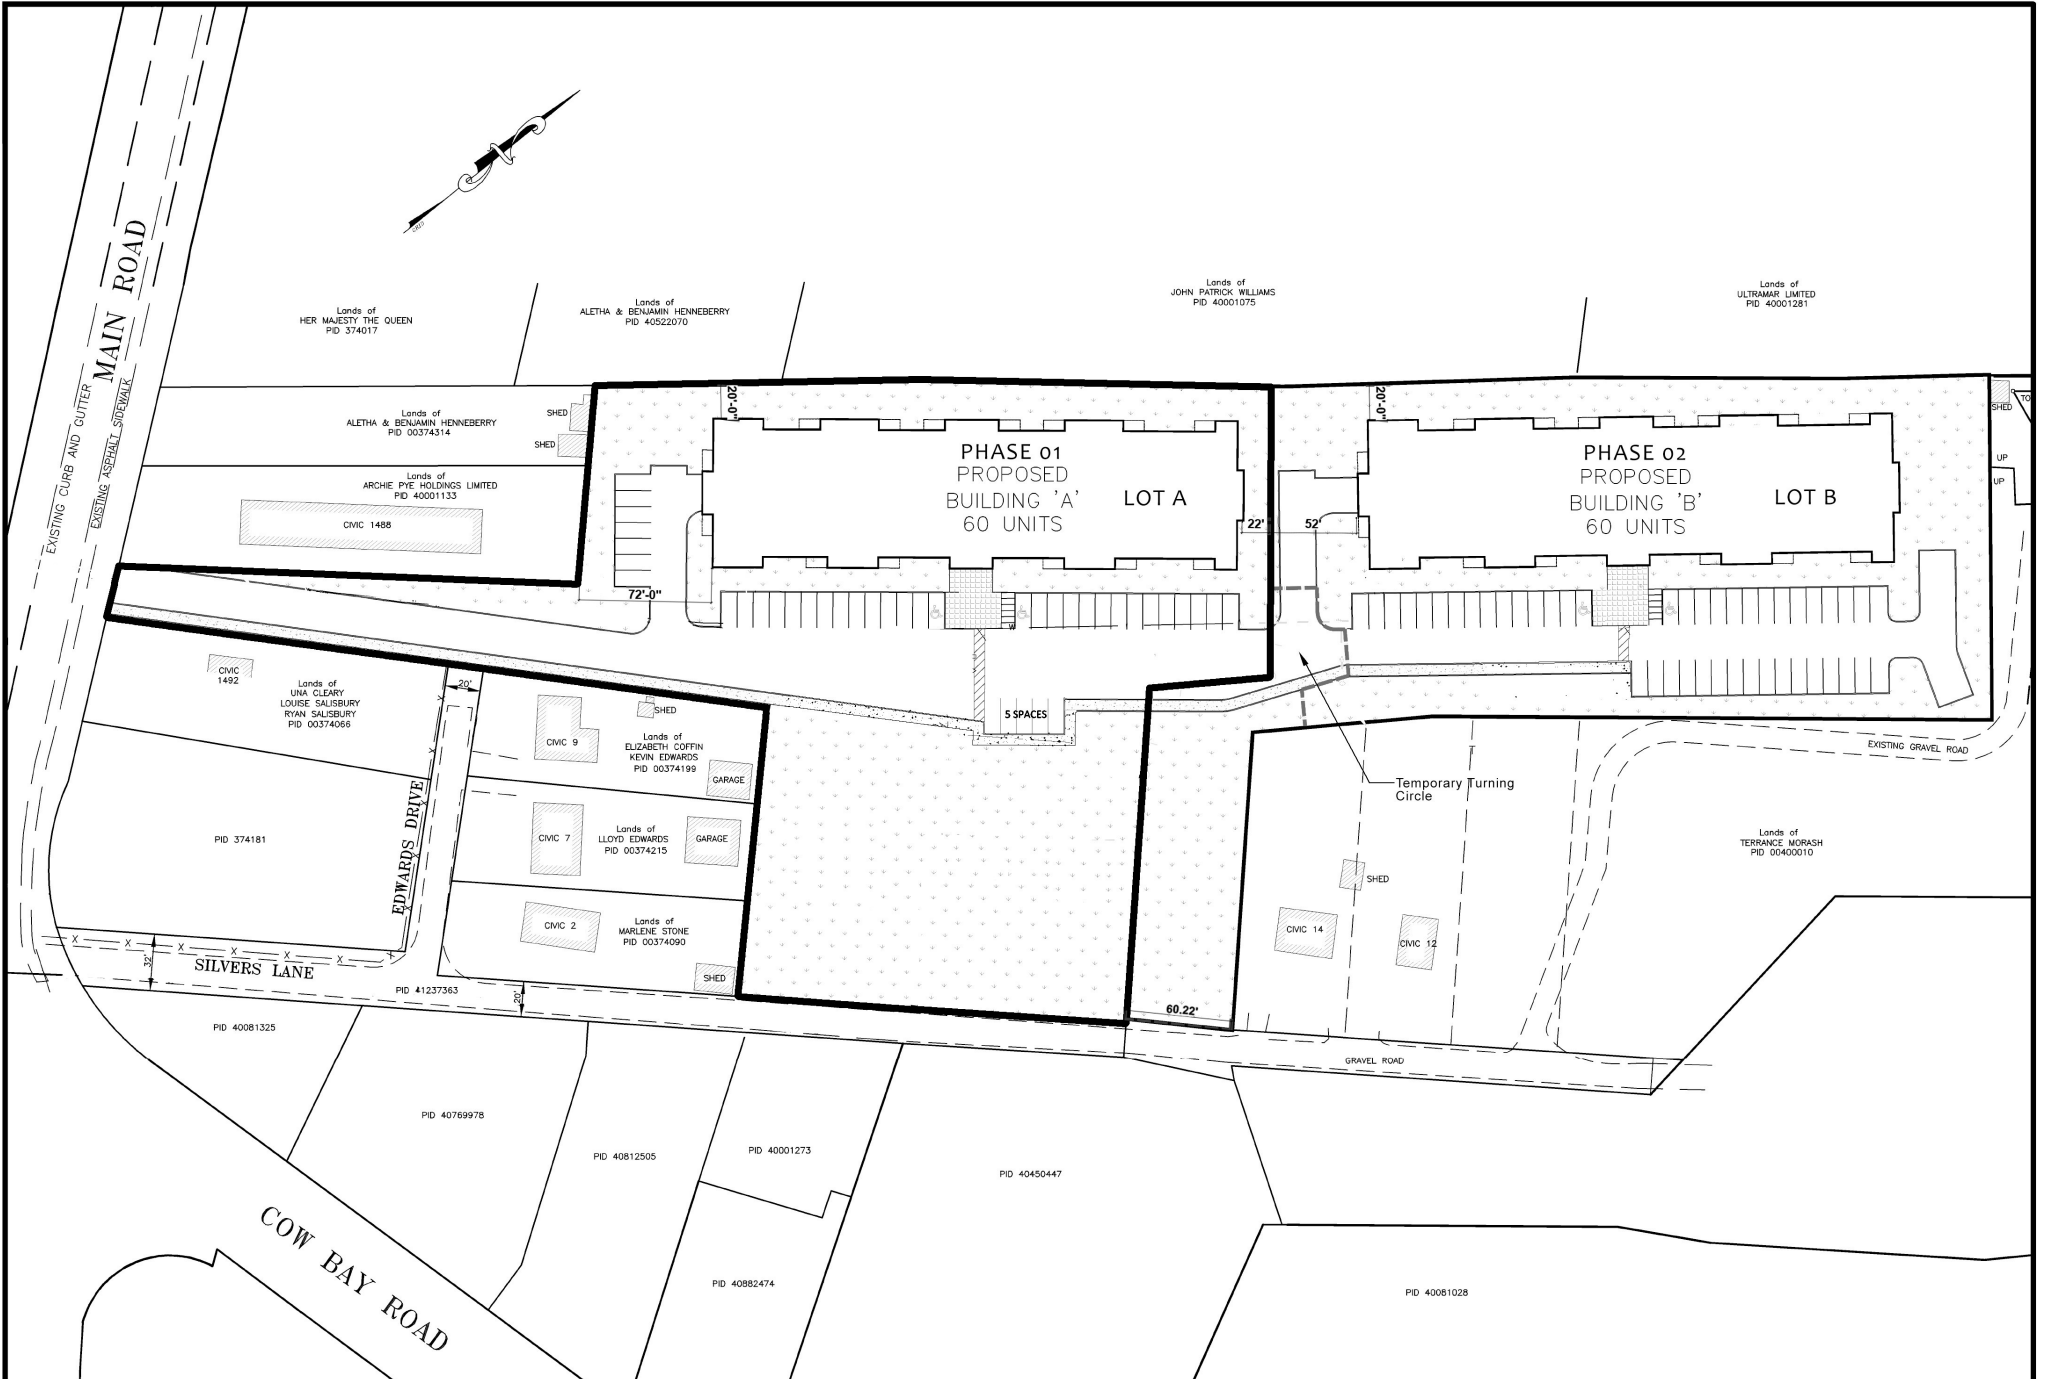 MAIN ROAD
EXISTING CURB AND GUTTER
EXISTING ASPHALT SIDEWALK
Lands of
HER MAJESTY THE QUEEN
PID 374017
Lands of
ALETHA & BENJAMIN HENNEBERRY
PID 40522070
Lands of
JOHN PATRICK WILLIAMS
PID 40001075
Lands of
ULTRAMAR LIMITED
PID 40001281
Lands of
ALETHA & BENJAMIN HENNEBERRY
PID 00374314
SHED
SHED
Lands of
ARCHIE PYE HOLDINGS LIMITED
PID 40001133
CIVIC 1488
20'-0"
PHASE 01
PROPOSED
BUILDING 'A'
60 UNITS
LOT A
22'
52'
20'-0"
PHASE 02
PROPOSED
BUILDING 'B'
60 UNITS
LOT B
SHED
TO
UP
UP
72'-0"
5 SPACES
Temporary Turning
Circle
EXISTING GRAVEL ROAD
CIVIC
1492
Lands of
UNA CLEARY
LOUISE SALISBURY
RYAN SALISBURY
PID 00374066
20'
SHED
CIVIC 9
Lands of
ELIZABETH COFFIN
KEVIN EDWARDS
PID 00374199
GARAGE
PID 374181
EDWARDS DRIVE
CIVIC 7
Lands of
LLOYD EDWARDS
PID 00374215
GARAGE
Lands of
TERRANCE MORASH
PID 00400010
SHED
CIVIC 2
Lands of
MARLENE STONE
PID 00374090
SHED
CIVIC 14
CIVIC 12
32'
SILVERS LANE
PID 41237363
20'
60.22'
GRAVEL ROAD
PID 40081325
PID 40769978
PID 40812505
PID 40001273
PID 40450447
PID 40882474
PID 40081028
COW BAY ROAD